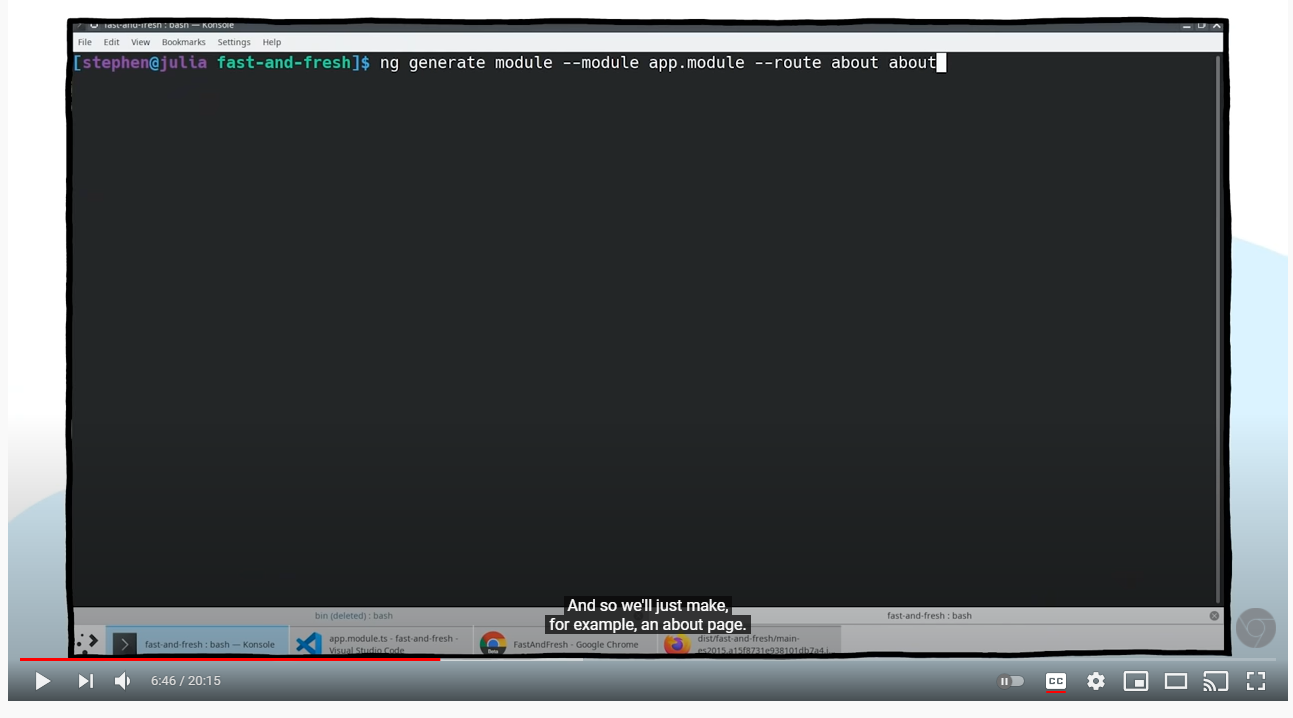 fast-and-fresh : bash — Konsole
File Edit View Bookmarks Settings Help
[stephen@julia fast-and-fresh]$ ng generate module --module app.module --route about about
bin (deleted) : bash
fast-and-fresh : bash
And so we'll just make,
for example, an about page.
fast-and-fresh : bash — Konsole
app.module.ts - fast-and-fresh -
Visual Studio Code
FastAndFresh - Google Chrome
dist/fast-and-fresh/main-
6:46 / 20:15
CC